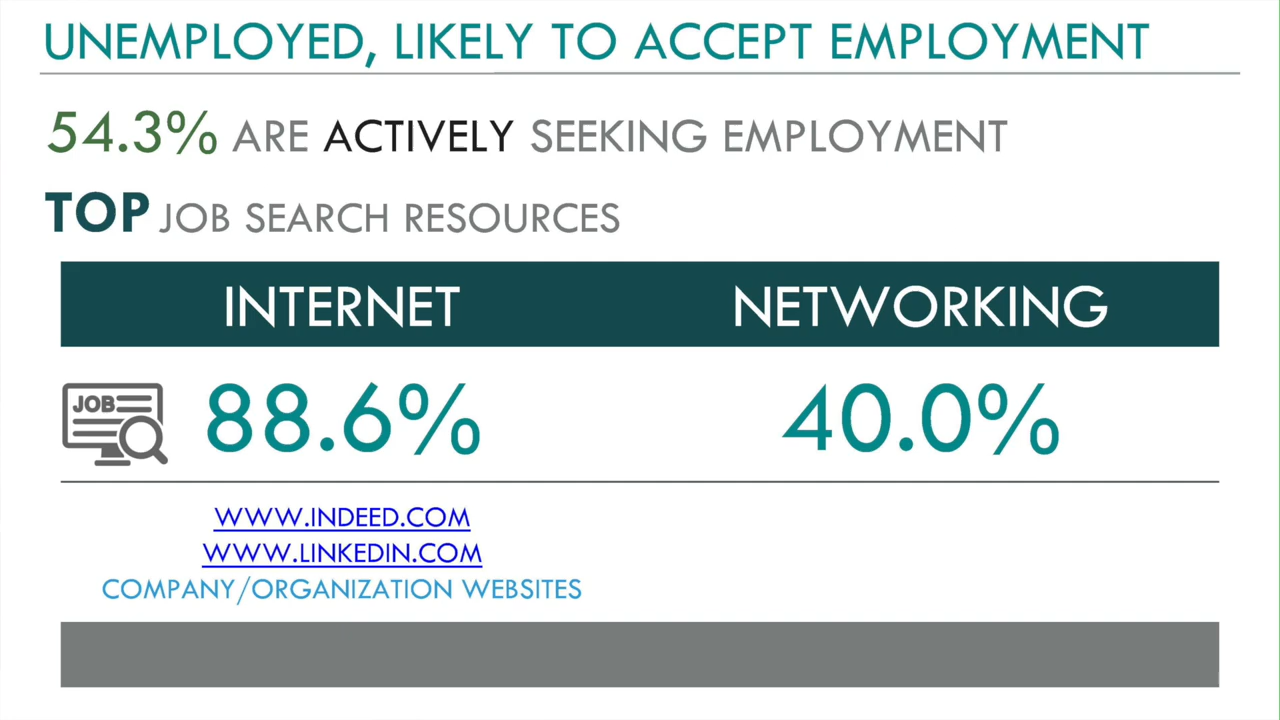 UNEMPLOYED, LIKELY TO ACCEPT EMPLOYMENT
54.3% ARE ACTIVELY SEEKING EMPLOYMENT
TOP JOB SEARCH RESOURCES
INTERNET NETWORKING
JOB 88.6% 40.0%
WWW.INDEED.COM
WWW.LINKEDIN.COM
COMPANY/ORGANIZATION WEBSITES